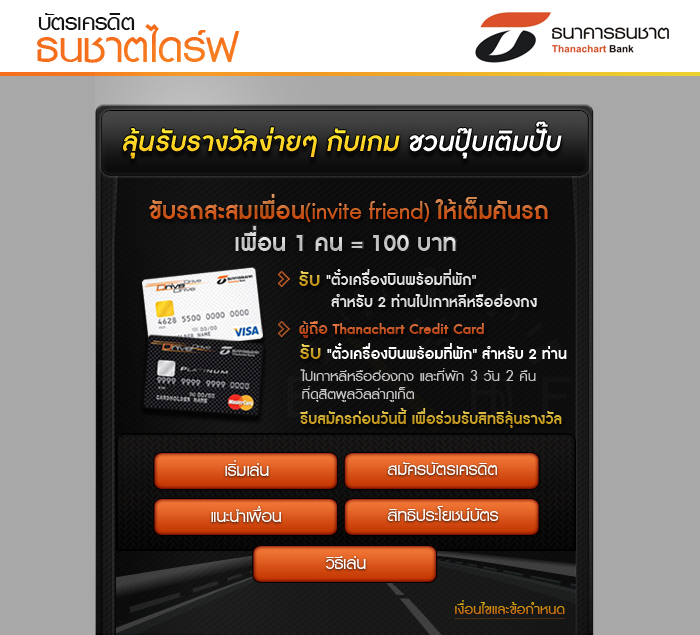 บัตรเครดิต
ธนชาตไดร์ฟ
ธนาคารธนชาต
Thanachart Bank
ลุ้นรับรางวัลง่ายๆ กับเกม ชวนปุ๊บเติมปั๊บ
ขับรถสะสมเพื่อน(invite friend) ให้เต็มคันรถ
เพื่อน 1 คน = 100 บาท
รับ "ตั๋วเครื่องบินพร้อมที่พัก"
สำหรับ 2 ท่านไปเกาหลีหรือฮ่องกง
ผู้ถือ Thanachart Credit Card
รับ "ตั๋วเครื่องบินพร้อมที่พัก" สำหรับ 2 ท่าน
ไปเกาหลีหรือฮ่องกง และที่พัก 3 วัน 2 คืน
ที่ดุสิตพูลวิลล่าภูเก็ต
รีบสมัครก่อนวันนี้ เพื่อร่วมรับสิทธิลุ้นรางวัล
Drive
4628 5500 0000 0000
VISA
Drive
PLATINUM
9999 9999 9999 0000
CARDHOLDER NAME
MasterCard
เริ่มเล่น
สมัครบัตรเครดิต
แนะนำเพื่อน
สิทธิประโยชน์บัตร
วิธีเล่น
เงื่อนไขและข้อกำหนด